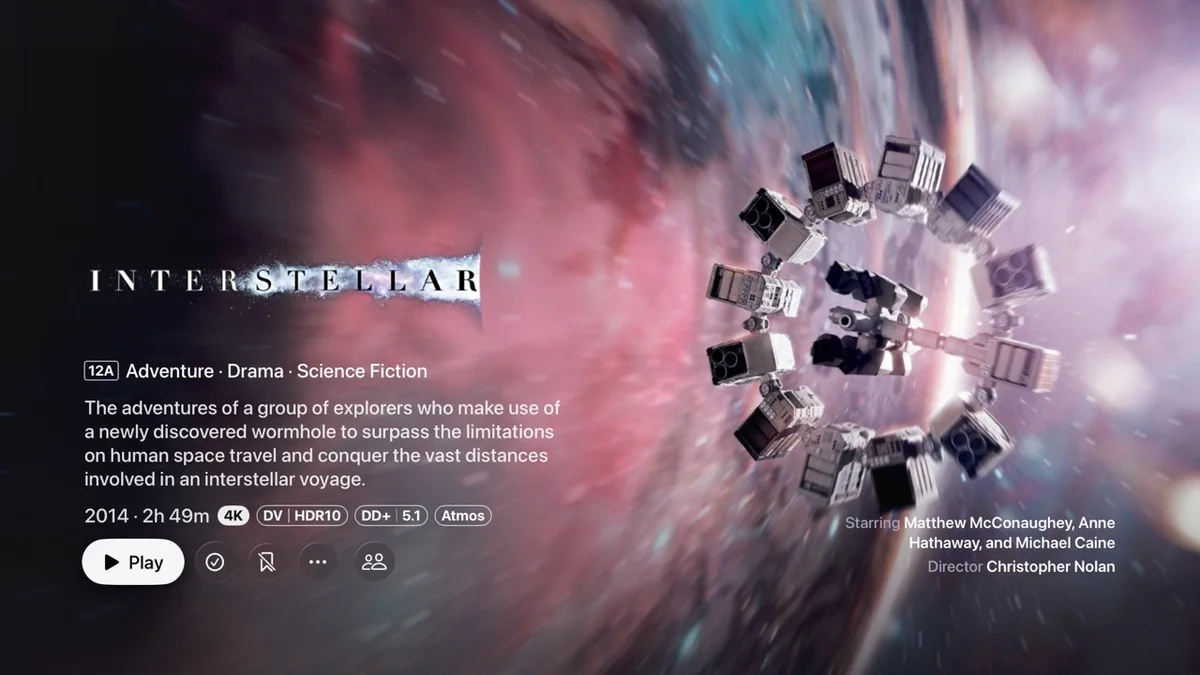 INTERSTELLAR
12A Adventure · Drama · Science Fiction
The adventures of a group of explorers who make use of
a newly discovered wormhole to surpass the limitations
on human space travel and conquer the vast distances
involved in an interstellar voyage.
2014 · 2h 49m 4K DV | HDR10 DD+ | 5.1 Atmos
Play
Starring Matthew McConaughey, Anne
Hathaway, and Michael Caine
Director Christopher Nolan